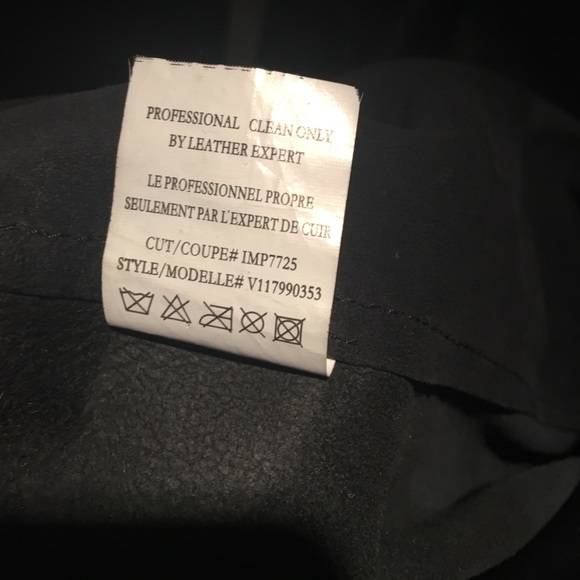 PROFESSIONAL CLEAN ONLY
BY LEATHER EXPERT
LE PROFESSIONNEL PROPRE
SEULEMENT PAR L'EXPERT DE CUIR
CUT/COUPE# IMP7725
STYLE/MODELLE# V117990353